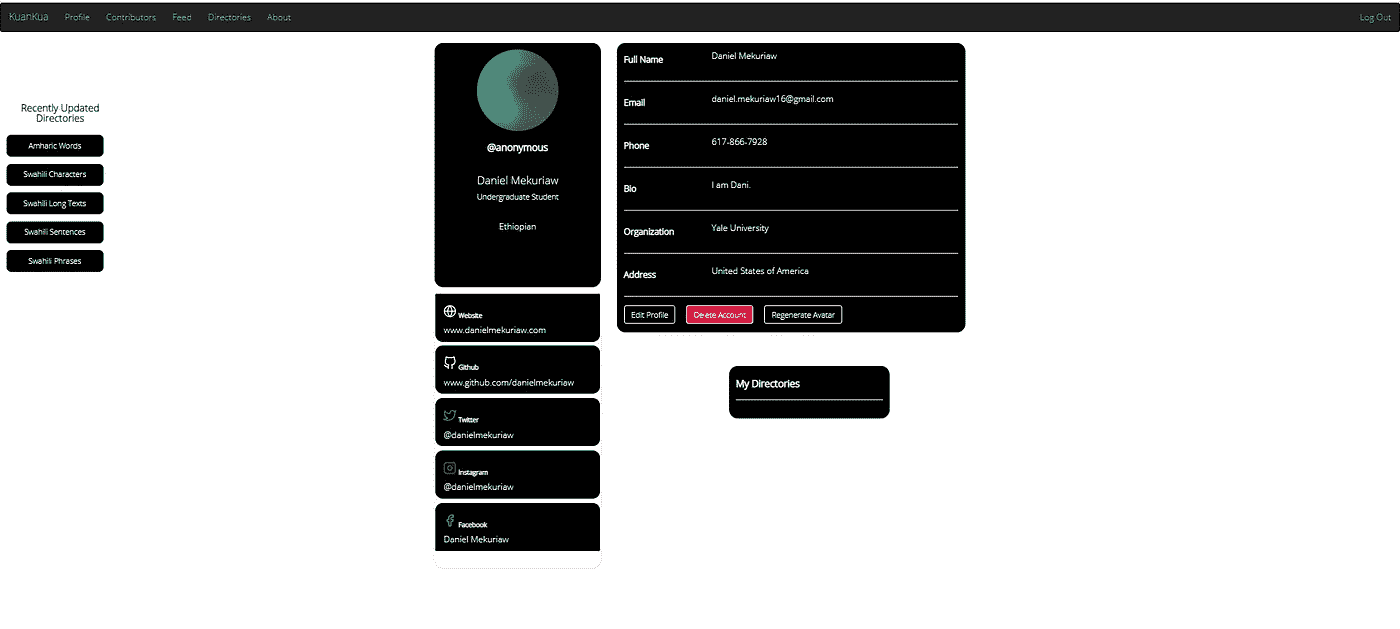 KuanKua Profile Contributors Feed Directories About Log Out
Recently Updated
Directories
Amharic Words
Swahili Characters
Swahili Long Texts
Swahili Sentences
Swahili Phrases
@anonymous
Daniel Mekuriaw
Undergraduate Student
Ethiopian
Website
www.danielmekuriaw.com
Github
www.github.com/danielmekuriaw
Twitter
@danielmekuriaw
Instagram
@danielmekuriaw
Facebook
Daniel Mekuriaw
Full Name Daniel Mekuriaw
Email daniel.mekuriaw16@gmail.com
Phone 617-866-7928
Bio I am Dani.
Organization Yale University
Address United States of America
Edit Profile Delete Account Regenerate Avatar
My Directories